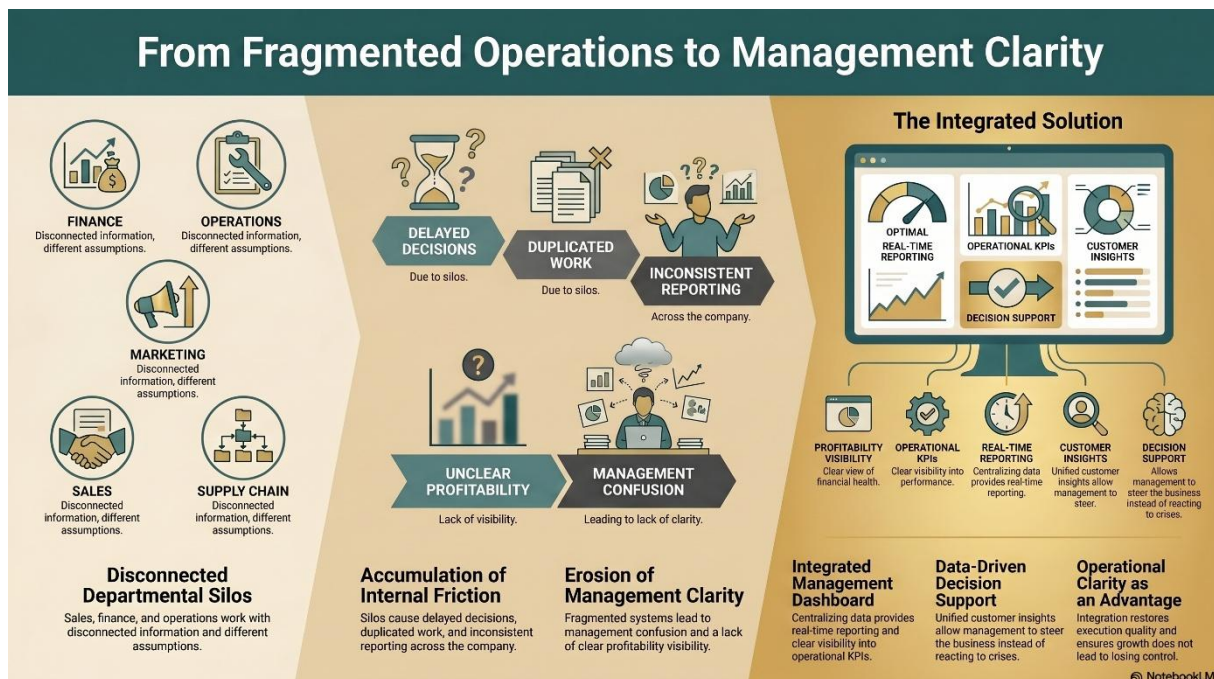 From Fragmented Operations to Management Clarity
FINANCE
Disconnected information,
different assumptions.
OPERATIONS
Disconnected information,
different assumptions.
MARKETING
Disconnected
information, different
assumptions.
SALES
Disconnected
information, different
assumptions.
SUPPLY CHAIN
Disconnected
information, different
assumptions.
Disconnected
Departmental Silos
Sales, finance, and operations work with
disconnected information and different
assumptions.
? ? ?
DELAYED
DECISIONS
Due to silos.
DUPLICATED
WORK
Due to silos.
? ? ?
INCONSISTENT
REPORTING
Across the company.
?
UNCLEAR
PROFITABILITY
Lack of visibility.
MANAGEMENT
CONFUSION
Leading to lack of clarity.
Accumulation of
Internal Friction
Silos cause delayed decisions,
duplicated work, and inconsistent
reporting across the company.
Erosion of
Management Clarity
Fragmented systems lead to
management confusion and a lack
of clear profitability visibility.
The Integrated Solution
OPTIMAL
REAL-TIME
REPORTING
OPERATIONAL KPIs
DECISION SUPPORT
CUSTOMER
INSIGHTS
PROFITABILITY
VISIBILITY
Clear view of
financial health.
OPERATIONAL
KPIs
Clear visibility into
performance.
REAL-TIME
REPORTING
Centralizing data
provides real-time
reporting.
CUSTOMER
INSIGHTS
Unified customer
insights allow
management to
steer.
DECISION
SUPPORT
Allows
management to
steer the business
instead of reacting
to crises.
Integrated
Management
Dashboard
Centralizing data provides
real-time reporting and
clear visibility into
operational KPIs.
Data-Driven
Decision
Support
Unified customer insights
allow management to steer
the business instead of
reacting to crises.
Operational
Clarity as
an Advantage
Integration restores
execution quality and
ensures growth does not
lead to losing control.
NotebookLM